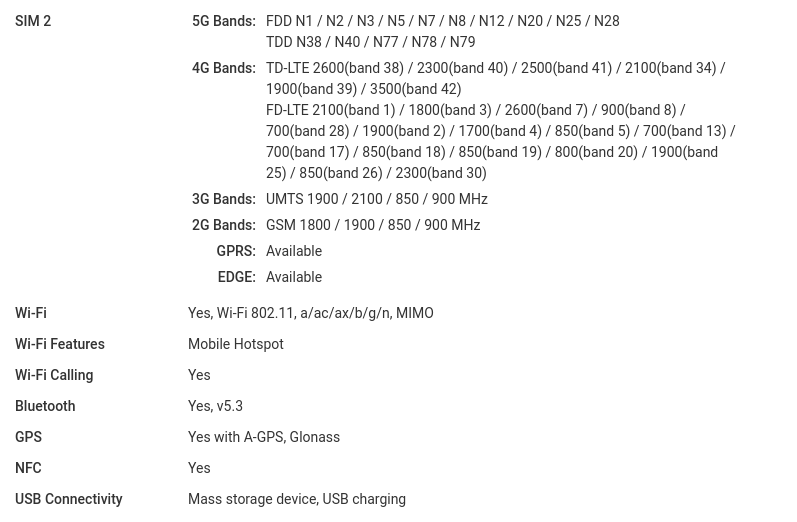 SIM 2 5G Bands: FDD N1 / N2 / N3 / N5 / N7 / N8 / N12 / N20 / N25 / N28
TDD N38 / N40 / N77 / N78 / N79
4G Bands: TD-LTE 2600(band 38) / 2300(band 40) / 2500(band 41) / 2100(band 34) /
1900(band 39) / 3500(band 42)
FD-LTE 2100(band 1) / 1800(band 3) / 2600(band 7) / 900(band 8) /
700(band 28) / 1900(band 2) / 1700(band 4) / 850(band 5) / 700(band 13) /
700(band 17) / 850(band 18) / 850(band 19) / 800(band 20) / 1900(band
25) / 850(band 26) / 2300(band 30)
3G Bands: UMTS 1900 / 2100 / 850 / 900 MHz
2G Bands: GSM 1800 / 1900 / 850 / 900 MHz
GPRS: Available
EDGE: Available
Wi-Fi Yes, Wi-Fi 802.11, a/ac/ax/b/g/n, MIMO
Wi-Fi Features Mobile Hotspot
Wi-Fi Calling Yes
Bluetooth Yes, v5.3
GPS Yes with A-GPS, Glonass
NFC Yes
USB Connectivity Mass storage device, USB charging